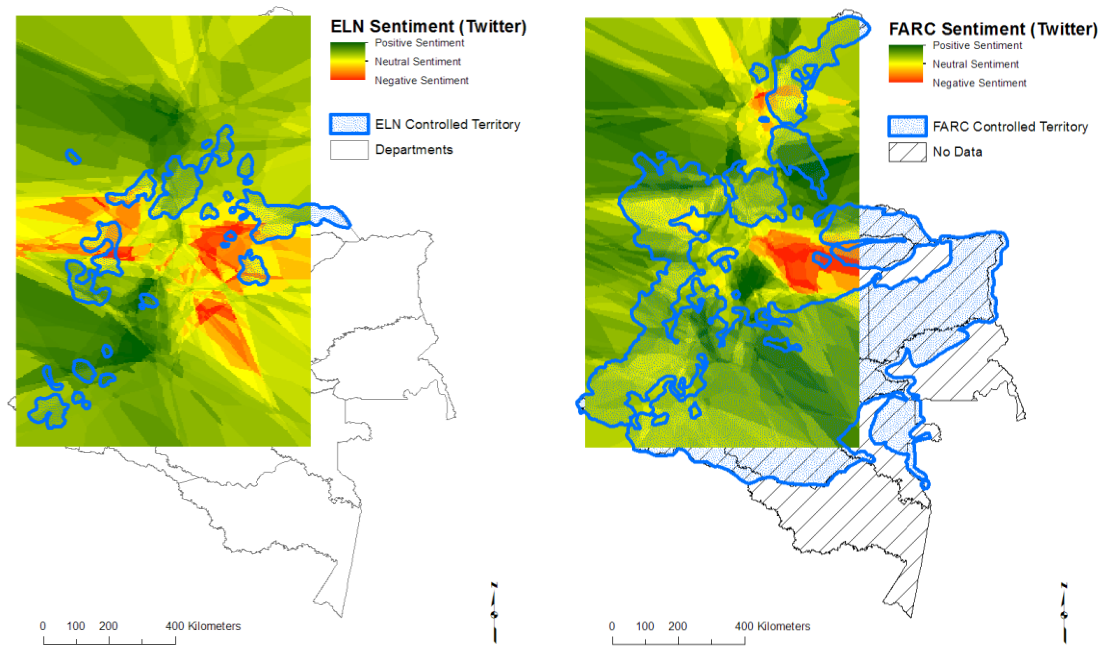 ELN Sentiment (Twitter)
Positive Sentiment
Neutral Sentiment
Negative Sentiment
ELN Controlled Territory
Departments
0 100 200 400 Kilometers
N
FARC Sentiment (Twitter)
Positive Sentiment
Neutral Sentiment
Negative Sentiment
FARC Controlled Territory
No Data
0 100 200 400 Kilometers
N